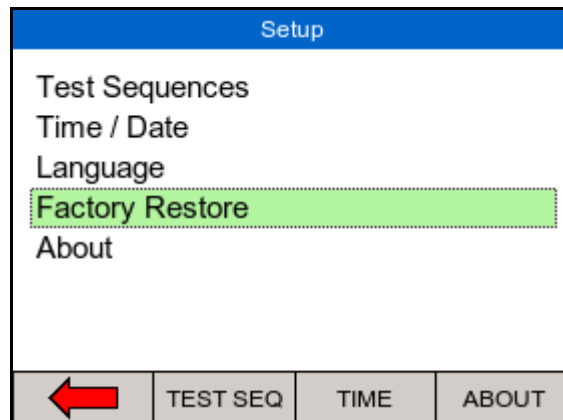 Setup
Test Sequences
Time / Date
Language
Factory Restore
About
TEST SEQ TIME ABOUT